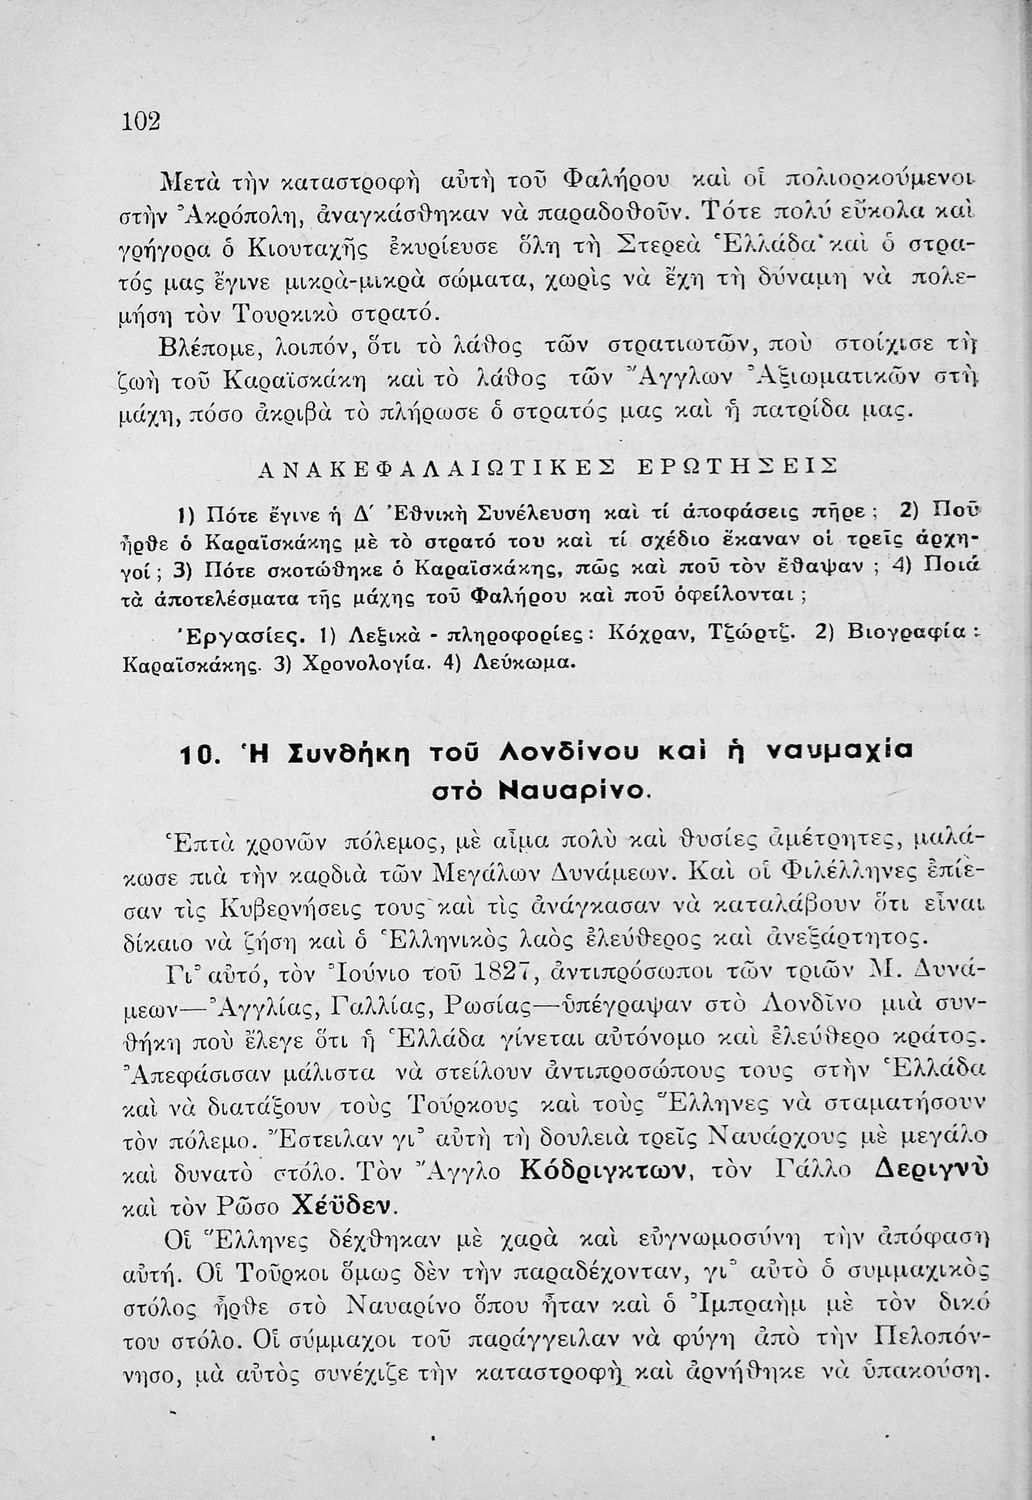 102
Μετὰ τὴν καταστροφὴ αὐτὴ τοῦ Φαλήρου καὶ οἱ πολιορκούμενοι
στὴν Ἀκρόπολη, ἀναγκάσθηκαν νὰ παραδοθοῦν. Τότε πολὺ εὔκολα καὶ
γρήγορα ὁ Κιουταχῆς ἐκυρίευσε ὅλη τὴ Στερεὰ Ἑλλάδα καὶ ὁ στρα-
τός μας ἔγινε μικρὰ-μικρὰ σώματα, χωρὶς νὰ ἔχη τὴ δύναμη νὰ πολε-
μήση τὸν Τουρκικὸ στρατό.
Βλέπομε, λοιπόν, ὅτι τὸ λάθος τῶν στρατιωτῶν, ποὺ στοίχισε τὴ
ζωὴ τοῦ Καραϊσκάκη καὶ τὸ λάθος τῶν Ἄγγλων Ἀξιωματικῶν στὴ
μάχη, πόσο ἀκριβὰ τὸ πλήρωσε ὁ στρατός μας καὶ ἡ πατρίδα μας.
ΑΝΑΚΕΦΑΛΑΙΩΤΙΚΕΣ ΕΡΩΤΗΣΕΙΣ
1) Πότε ἔγινε ἡ Δ΄ Ἐθνικὴ Συνέλευση καὶ τί ἀποφάσεις πῆρε ; 2) Ποῦ
ἦρθε ὁ Καραϊσκάκης μὲ τὸ στρατό του καὶ τί σχέδιο ἔκαναν οἱ τρεῖς ἀρχη-
γοί ; 3) Πότε σκοτώθηκε ὁ Καραϊσκάκης, πῶς καὶ ποῦ τὸν ἔθαψαν ; 4) Ποιά
τὰ ἀποτελέσματα τῆς μάχης τοῦ Φαλήρου καὶ ποῦ ὀφείλονται ;
Ἐργασίες. 1) Λεξικὰ - πληροφορίες : Κόχραν, Τζώρτζ. 2) Βιογραφία :
Καραϊσκάκης. 3) Χρονολογία. 4) Λεύκωμα.
10. Ἡ Συνθήκη τοῦ Λονδίνου καὶ ἡ ναυμαχία
στὸ Ναυαρίνο.
Ἑπτὰ χρονῶν πόλεμος, μὲ αἷμα πολὺ καὶ θυσίες ἀμέτρητες, μαλά-
κωσε πιὰ τὴν καρδιὰ τῶν Μεγάλων Δυνάμεων. Καὶ οἱ Φιλέλληνες ἐπίε-
σαν τὶς Κυβερνήσεις τους καὶ τὶς ἀνάγκασαν νὰ καταλάβουν ὅτι εἶναι
δίκαιο νὰ ζήση καὶ ὁ Ἑλληνικὸς λαὸς ἐλεύθερος καὶ ἀνεξάρτητος.
Γι' αὐτό, τὸν Ἰούνιο τοῦ 1827, ἀντιπρόσωποι τῶν τριῶν Μ. Δυνά-
μεων—Ἀγγλίας, Γαλλίας, Ρωσίας—ὑπέγραψαν στὸ Λονδῖνο μιὰ συν-
θήκη ποὺ ἔλεγε ὅτι ἡ Ἑλλάδα γίνεται αὐτόνομο καὶ ἐλεύθερο κράτος.
Ἀπεφάσισαν μάλιστα νὰ στείλουν ἀντιπροσώπους τους στὴν Ἑλλάδα
καὶ νὰ διατάξουν τοὺς Τούρκους καὶ τοὺς Ἕλληνες νὰ σταματήσουν
τὸν πόλεμο. Ἔστειλαν γι' αὐτὴ τὴ δουλειὰ τρεῖς Ναυάρχους μὲ μεγάλο
καὶ δυνατὸ στόλο. Τὸν Ἄγγλο Κόδριγκτων, τὸν Γάλλο Δεριγνὺ
καὶ τὸν Ρῶσο Χέϋδεν.
Οἱ Ἕλληνες δέχθηκαν μὲ χαρὰ καὶ εὐγνωμοσύνη τὴν ἀπόφαση
αὐτή. Οἱ Τοῦρκοι ὅμως δὲν τὴν παραδέχονταν, γι' αὐτὸ ὁ συμμαχικὸς
στόλος ἦρθε στὸ Ναυαρίνο ὅπου ἦταν καὶ ὁ Ἰμπραὴμ μὲ τὸν δικό
του στόλο. Οἱ σύμμαχοι τοῦ παράγγειλαν νὰ φύγη ἀπὸ τὴν Πελοπόν-
νησο, μὰ αὐτὸς συνέχιζε τὴν καταστροφὴ καὶ ἀρνήθηκε νὰ ὑπακούση.